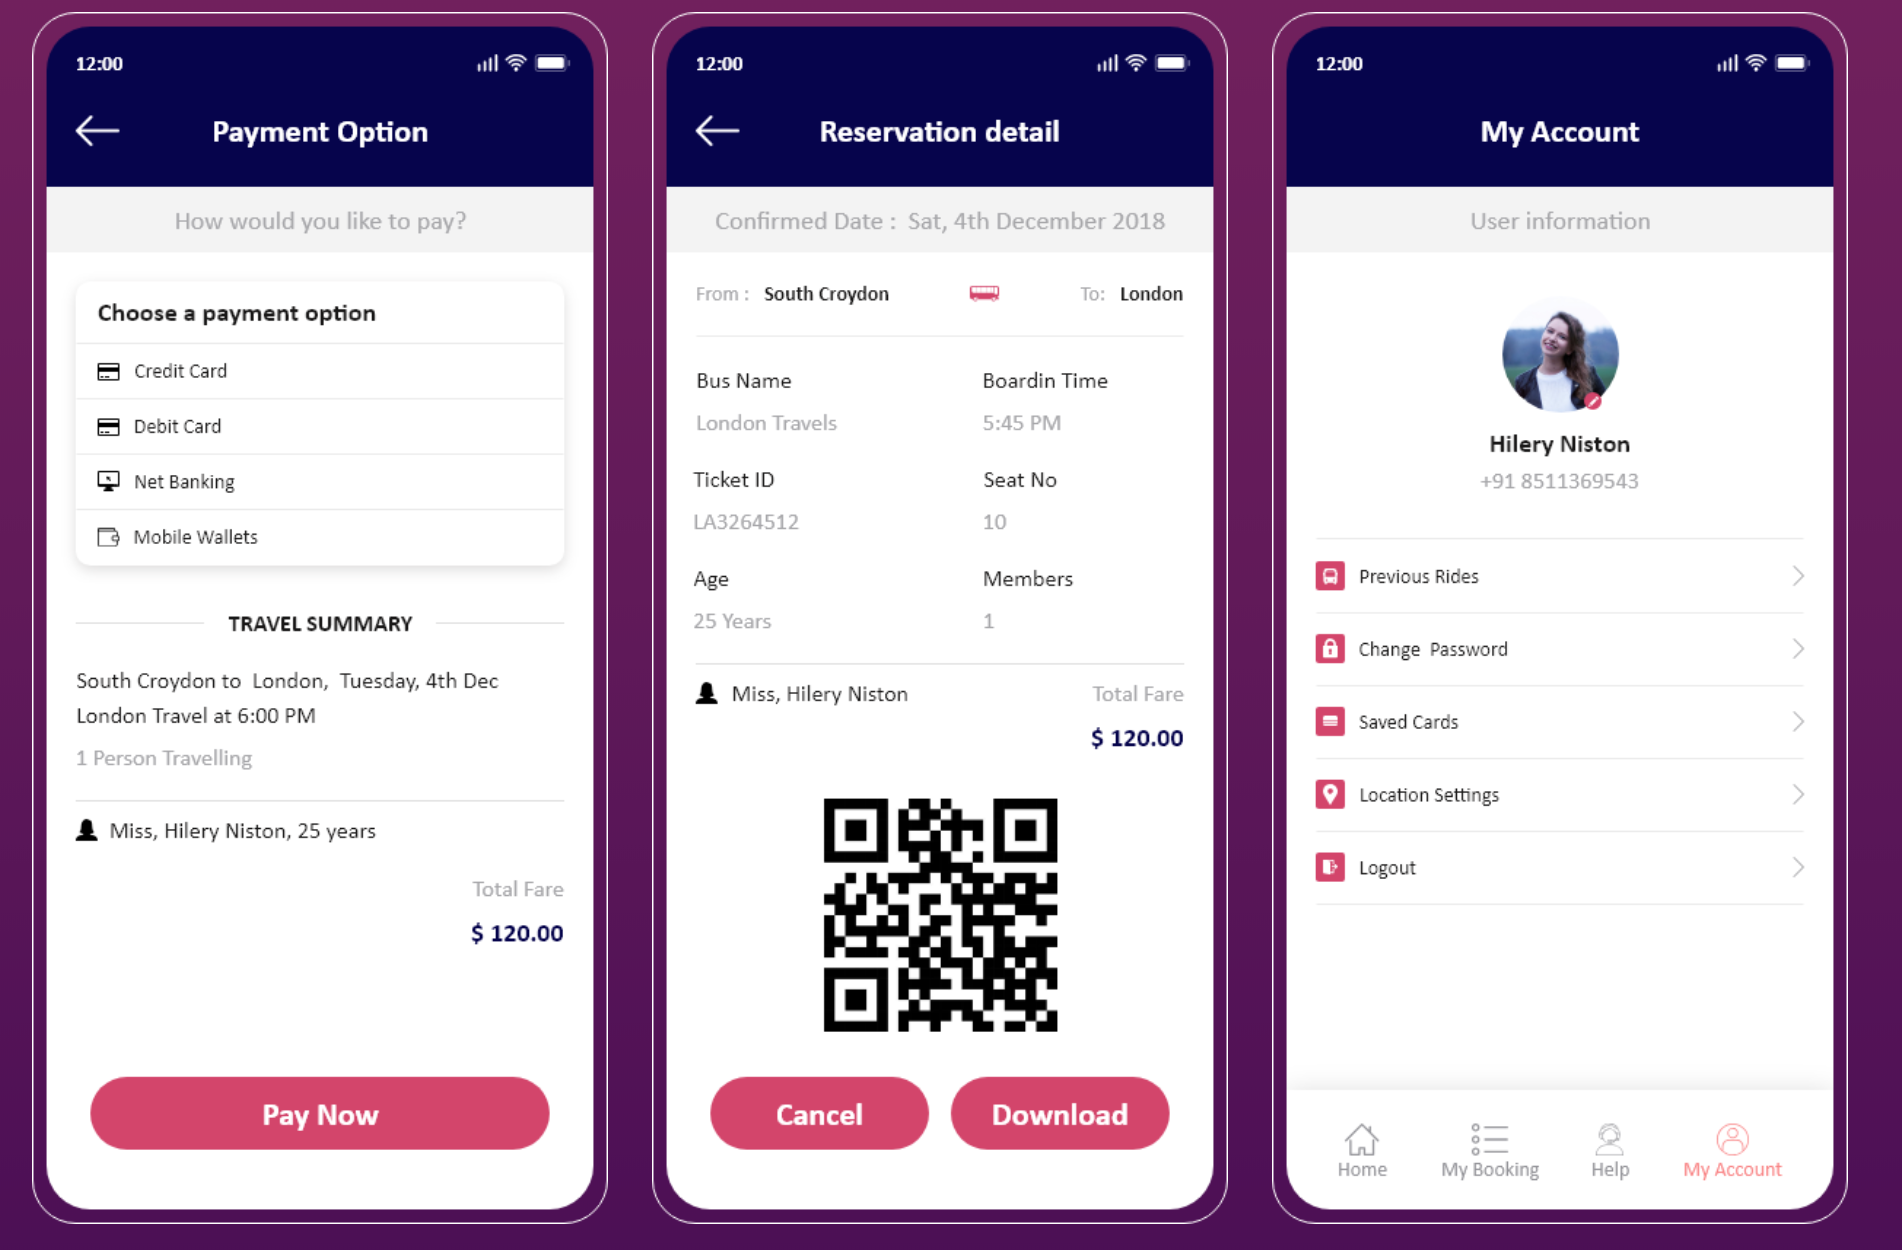 12:00
Payment Option
How would you like to pay?
Choose a payment option
Credit Card
Debit Card
Net Banking
Mobile Wallets
TRAVEL SUMMARY
South Croydon to London, Tuesday, 4th Dec
London Travel at 6:00 PM
1 Person Travelling
Miss, Hilery Niston, 25 years
Total Fare
$ 120.00
Pay Now
12:00
Reservation detail
Confirmed Date : Sat, 4th December 2018
From : South Croydon To: London
Bus Name Boardin Time
London Travels 5:45 PM
Ticket ID Seat No
LA3264512 10
Age Members
25 Years 1
Miss, Hilery Niston Total Fare
$ 120.00
Cancel Download
12:00
My Account
User information
Hilery Niston
+91 8511369543
Previous Rides
Change Password
Saved Cards
Location Settings
Logout
Home My Booking Help My Account